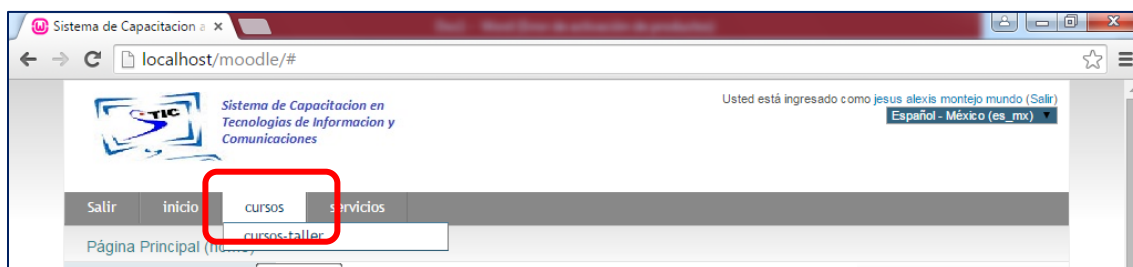 Sistema de Capacitacion a
localhost/moodle/#
TIC
Sistema de Capacitacion en
Tecnologias de Informacion y
Comunicaciones
Usted está ingresado como jesus alexis montejo mundo (Salir)
Español - México (es_mx)
Salir inicio cursos servicios
cursos-taller
Página Principal